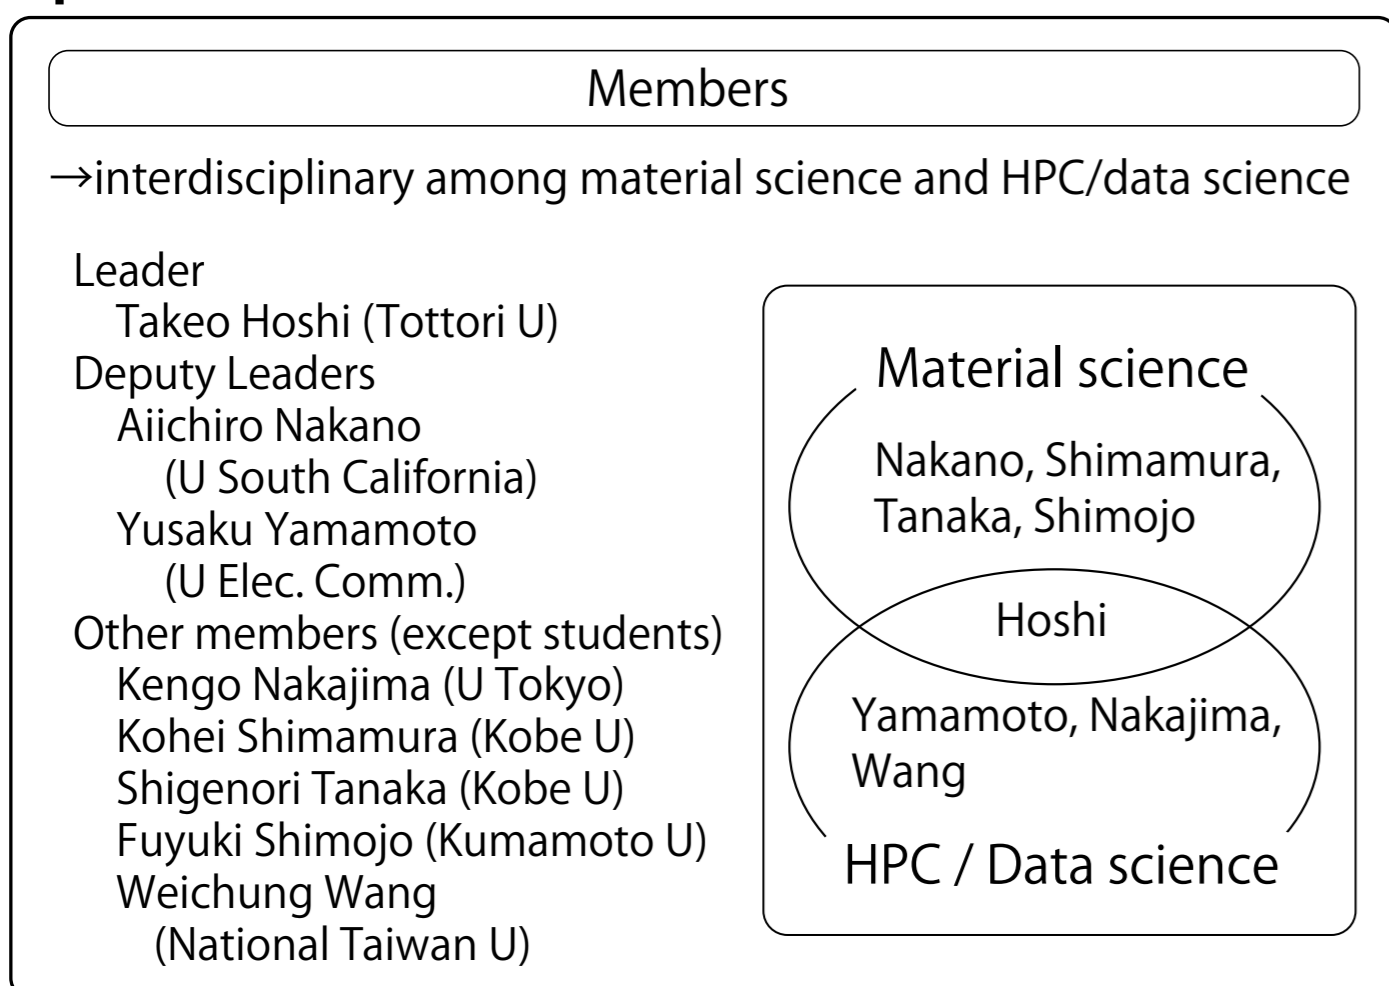 Members
→interdisciplinary among material science and HPC/data science
Leader
Takeo Hoshi (Tottori U)
Deputy Leaders
Aiichiro Nakano
(U South California)
Yusaku Yamamoto
(U Elec. Comm.)
Other members (except students)
Kengo Nakajima (U Tokyo)
Kohei Shimamura (Kobe U)
Shigenori Tanaka (Kobe U)
Fuyuki Shimojo (Kumamoto U)
Weichung Wang
(National Taiwan U)
Material science
Nakano, Shimamura,
Tanaka, Shimojo
Hoshi
Yamamoto, Nakajima,
Wang
HPC / Data science